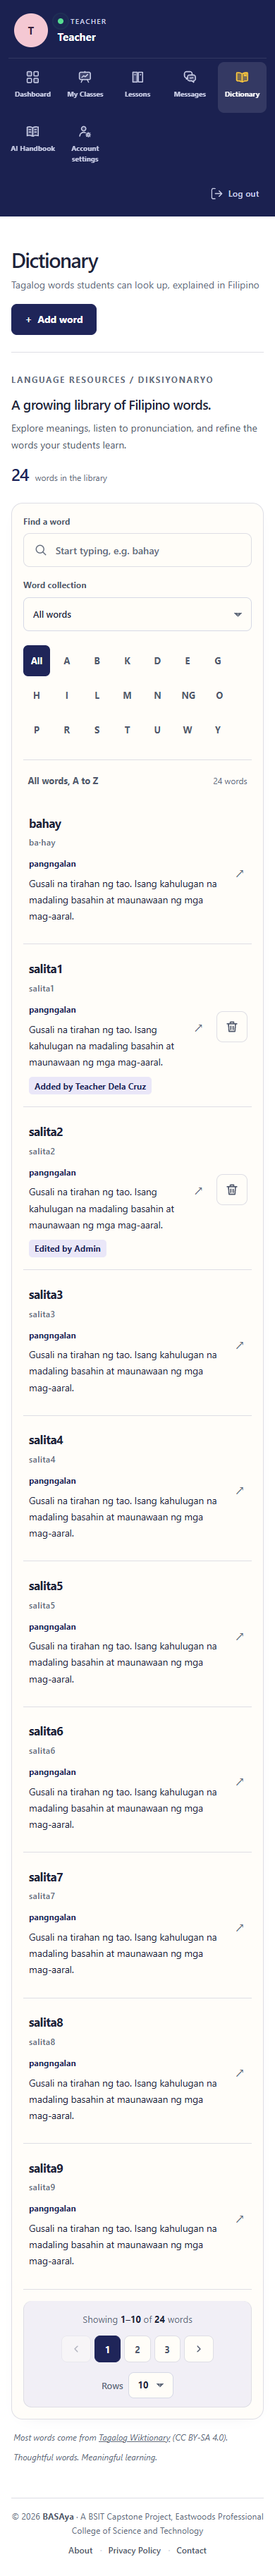 T
TEACHER
Teacher
Dashboard
My Classes
Lessons
Messages
Dictionary
AI Handbook
Account
settings
Log out
Dictionary
Tagalog words students can look up, explained in Filipino
+ Add word
LANGUAGE RESOURCES / DIKSIYONARYO
A growing library of Filipino words.
Explore meanings, listen to pronunciation, and refine the
words your students learn.
24 words in the library
Find a word
Start typing, e.g. bahay
Word collection
All words
All A B K D E G
H I L M N NG O
P R S T U W Y
All words, A to Z
24 words
bahay
ba-hay
pangngalan
Gusali na tirahan ng tao. Isang kahulugan na
madaling basahin at maunawaan ng mga
mag-aaral.
↗
salita1
salita1
pangngalan
Gusali na tirahan ng tao. Isang
kahulugan na madaling basahin at
maunawaan ng mga mag-aaral.
↗
Added by Teacher Dela Cruz
salita2
salita2
pangngalan
Gusali na tirahan ng tao. Isang
kahulugan na madaling basahin at
maunawaan ng mga mag-aaral.
↗
Edited by Admin
salita3
salita3
pangngalan
Gusali na tirahan ng tao. Isang kahulugan na
madaling basahin at maunawaan ng mga
mag-aaral.
↗
salita4
salita4
pangngalan
Gusali na tirahan ng tao. Isang kahulugan na
madaling basahin at maunawaan ng mga
mag-aaral.
↗
salita5
salita5
pangngalan
Gusali na tirahan ng tao. Isang kahulugan na
madaling basahin at maunawaan ng mga
mag-aaral.
↗
salita6
salita6
pangngalan
Gusali na tirahan ng tao. Isang kahulugan na
madaling basahin at maunawaan ng mga
mag-aaral.
↗
salita7
salita7
pangngalan
Gusali na tirahan ng tao. Isang kahulugan na
madaling basahin at maunawaan ng mga
mag-aaral.
↗
salita8
salita8
pangngalan
Gusali na tirahan ng tao. Isang kahulugan na
madaling basahin at maunawaan ng mga
mag-aaral.
↗
salita9
salita9
pangngalan
Gusali na tirahan ng tao. Isang kahulugan na
madaling basahin at maunawaan ng mga
mag-aaral.
↗
Showing 1–10 of 24 words
‹ 1 2 3 ›
Rows 10
Most words come from Tagalog Wiktionary (CC BY-SA 4.0).
Thoughtful words. Meaningful learning.
© 2026 BASAya · A BSIT Capstone Project, Eastwoods Professional
College of Science and Technology
About · Privacy Policy · Contact